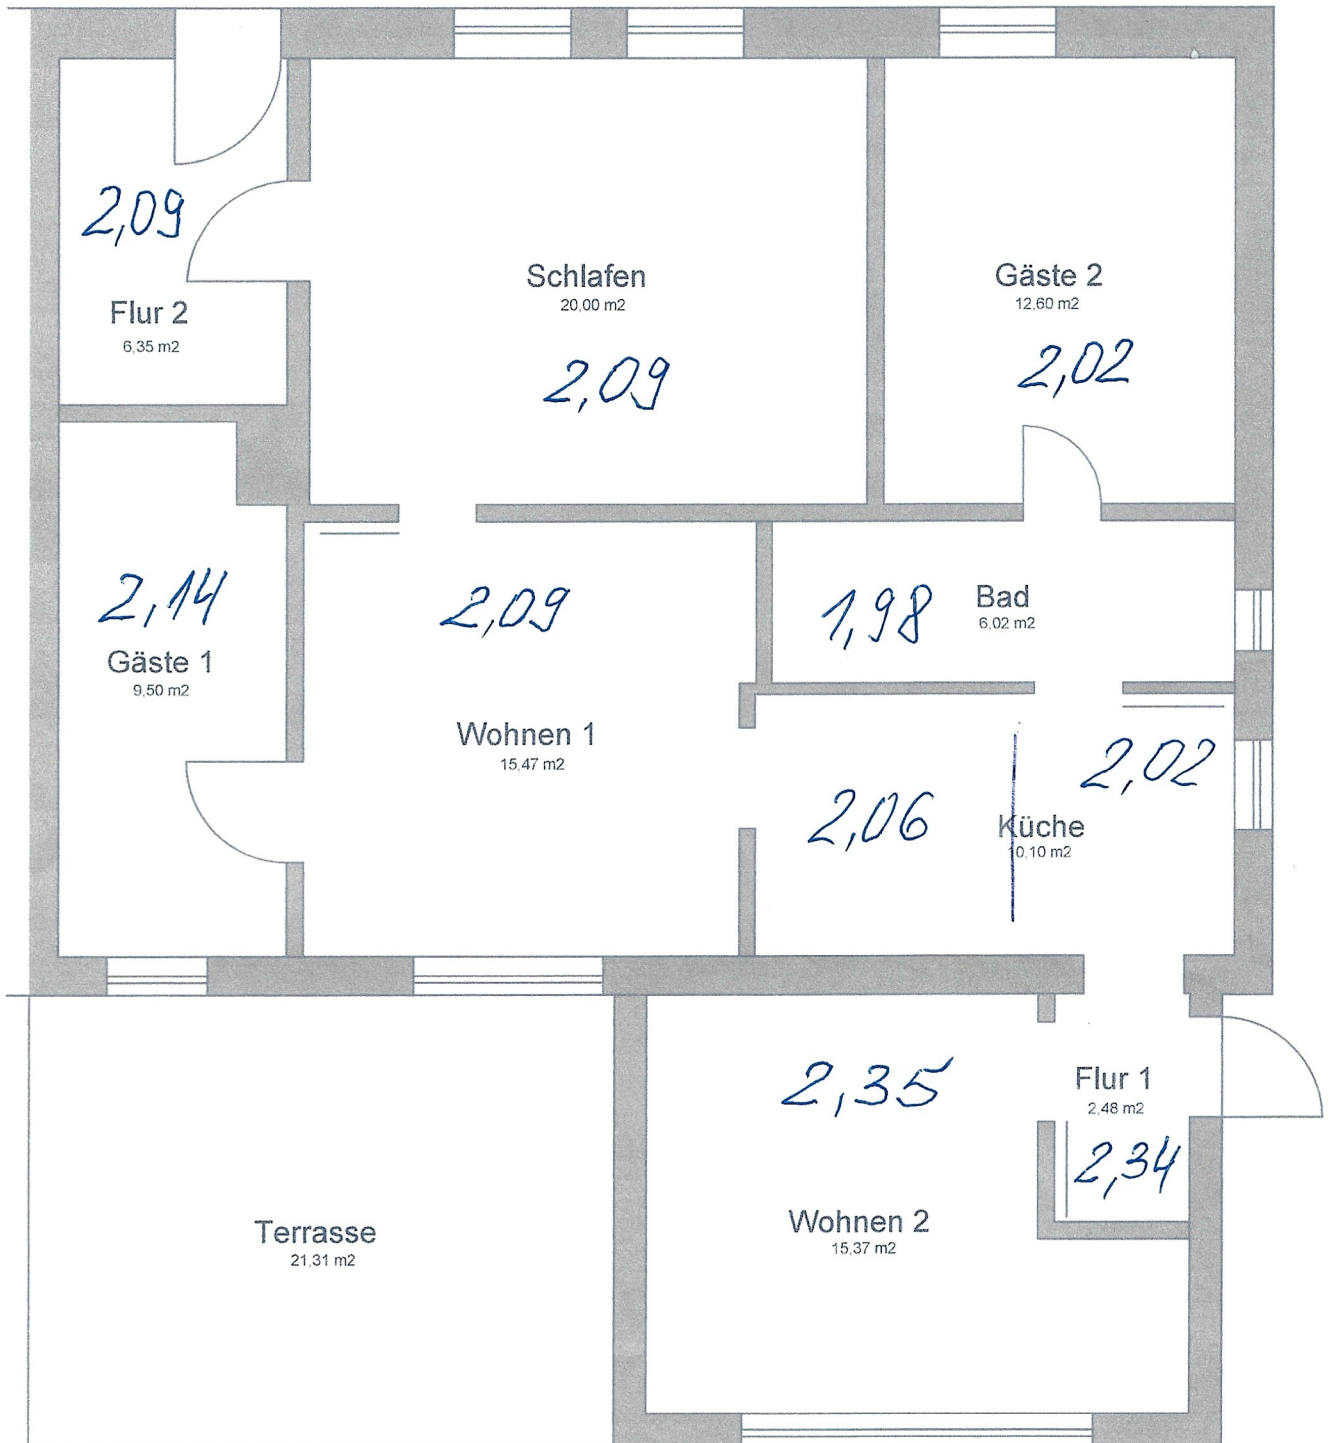 2,09
Flur 2
6,35 m2
Schlafen
20,00 m2
2,09
Gäste 2
12,60 m2
2,02
2,14
Gäste 1
9,50 m2
2,09
Wohnen 1
15,47 m2
1,98
Bad
6,02 m2
2,06
2,02
Küche
10,10 m2
2,35
Wohnen 2
15,37 m2
Flur 1
2,48 m2
2,34
Terrasse
21,31 m2